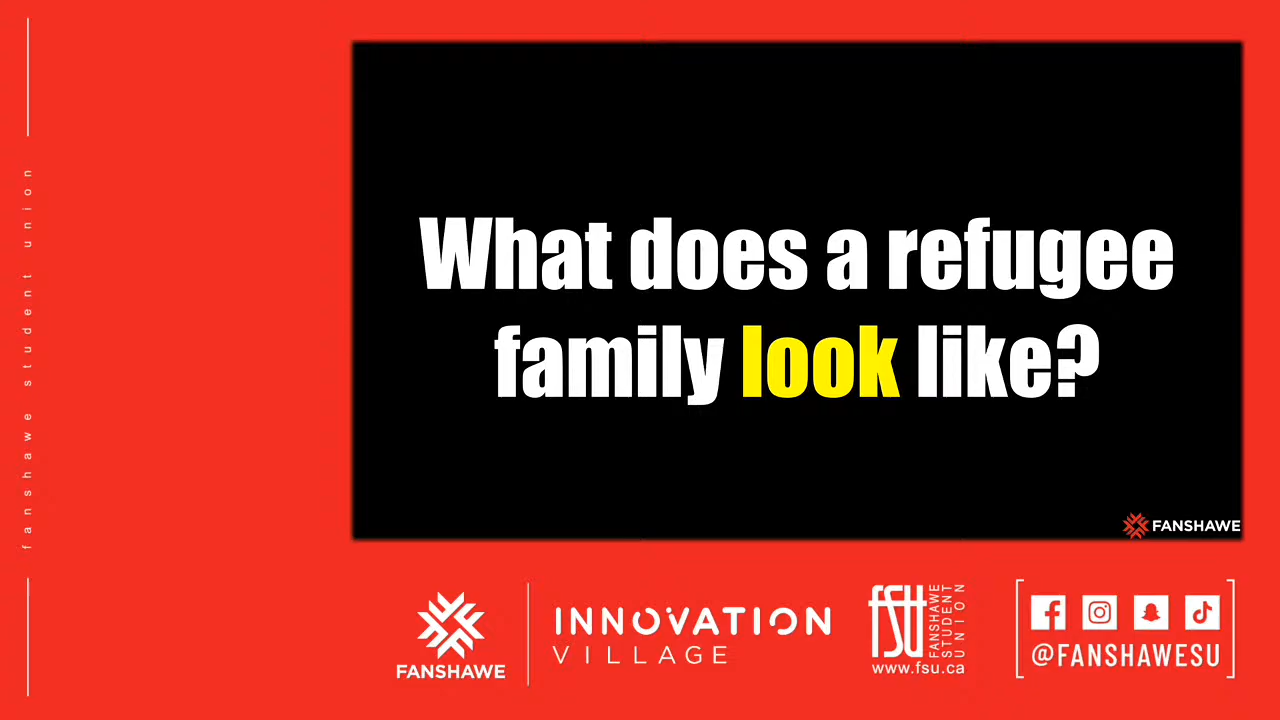 fanshawe student union
What does a refugee
family look like?
FANSHAWE
FANSHAWE
INNOVATION
VILLAGE
fsu
FANSHAWE
STUDENT
UNION
www.fsu.ca
@FANSHAWESU